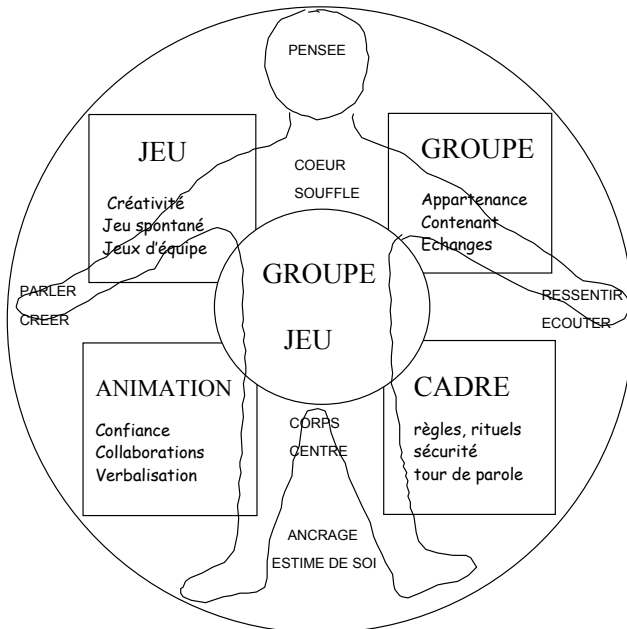 PENSEE
JEU
Créativité
Jeu spontané
Jeux d'équipe
COEUR
SOUFFLE
GROUPE
Appartenance
Contenant
Echanges
PARLER
CREER
GROUPE
JEU
RESSENTIR
ECOUTER
ANIMATION
Confiance
Collaborations
Verbalisation
CORPS
CENTRE
CADRE
règles, rituels
sécurité
tour de parole
ANCRAGE
ESTIME DE SOI